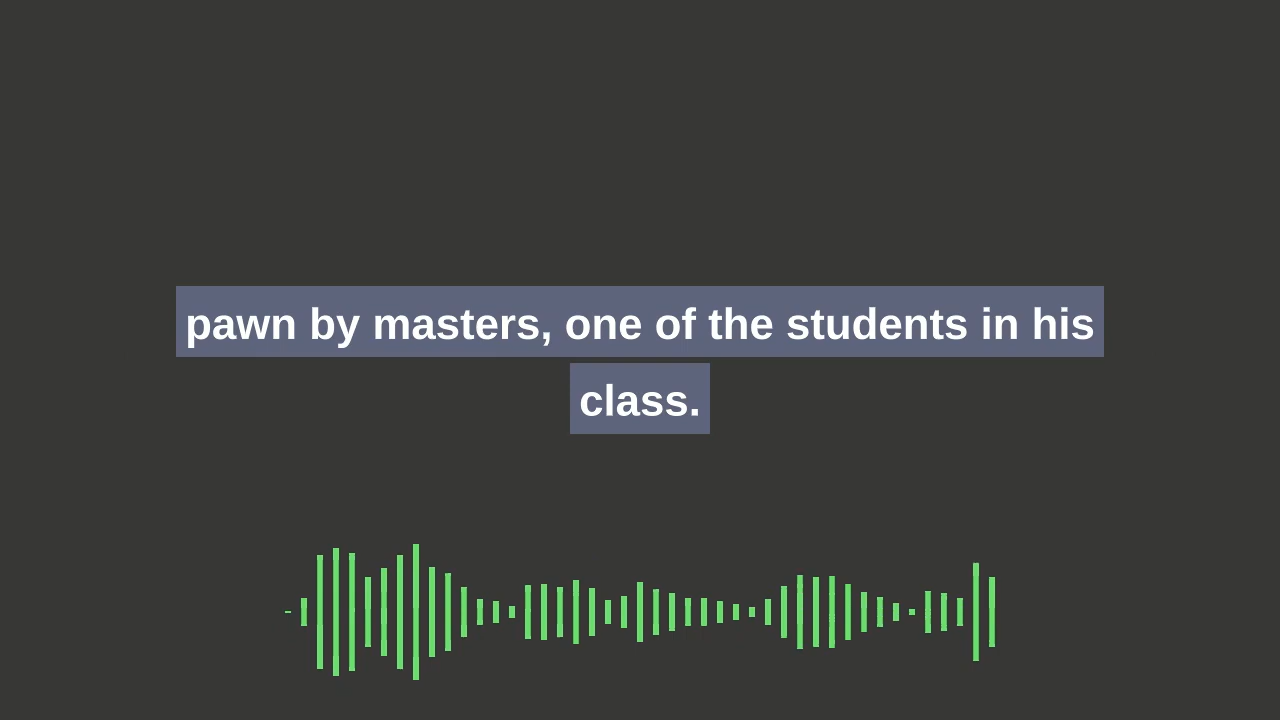 pawn by masters, one of the students in his
class.